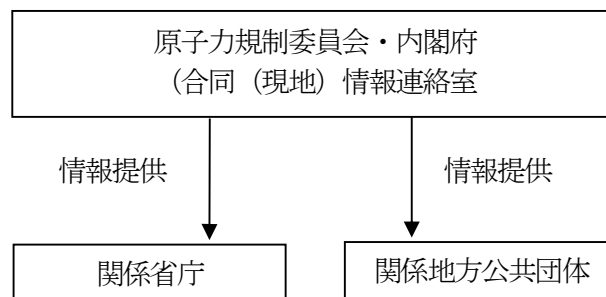 原子力規制委員会・内閣府
（合同（現地）情報連絡室
情報提供
情報提供
関係省庁
関係地方公共団体